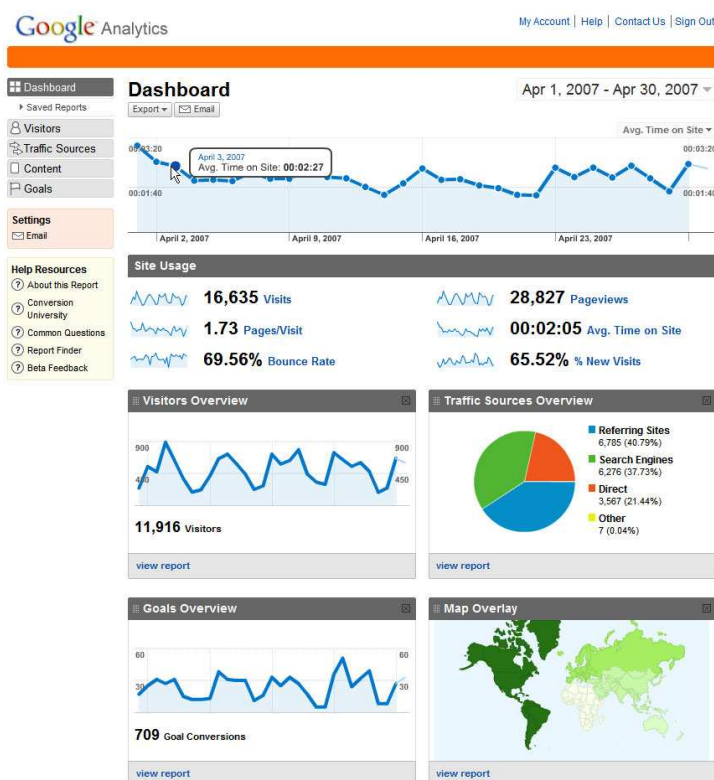 Google Analytics
My Account | Help | Contact Us | Sign Out
Dashboard
Saved Reports
Visitors
Traffic Sources
Content
Goals
Settings
Email
Help Resources
About this Report
Conversion
University
Common Questions
Report Finder
Beta Feedback
Dashboard
Apr 1, 2007 - Apr 30, 2007
Export
Email
Avg. Time on Site
00:03:20
00:03:20
April 3, 2007
Avg. Time on Site: 00:02:27
00:01:40
00:01:40
April 2, 2007
April 9, 2007
April 16, 2007
April 23, 2007
Site Usage
16,635 Visits
28,827 Pageviews
1.73 Pages/Visit
00:02:05 Avg. Time on Site
69.56% Bounce Rate
65.52% % New Visits
Visitors Overview
900
900
450
450
11,916 Visitors
view report
Traffic Sources Overview
Referring Sites
6,785 (40.79%)
Search Engines
6,276 (37.73%)
Direct
3,567 (21.44%)
Other
7 (0.04%)
view report
Goals Overview
60
60
30
30
709 Goal Conversions
view report
Map Overlay
view report